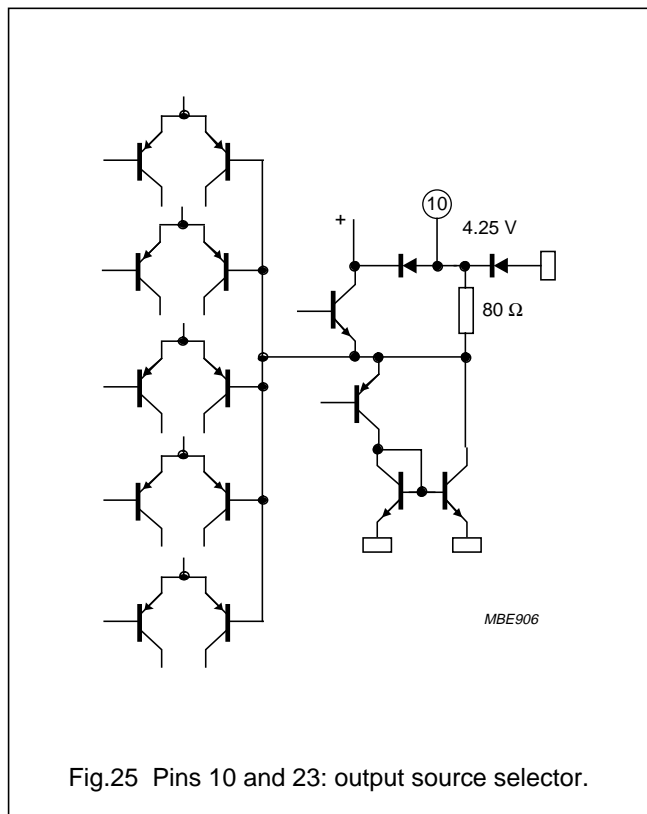 10
+
4.25 V
80 Ω
MBE906
Fig.25 Pins 10 and 23: output source selector.